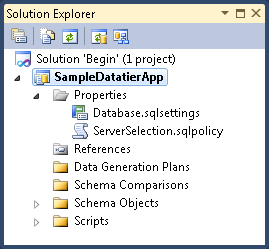 Solution Explorer
Solution 'Begin' (1 project)
SampleDatatierApp
Properties
Database.sqlsettings
ServerSelection.sqlpolicy
References
Data Generation Plans
Schema Comparisons
Schema Objects
Scripts